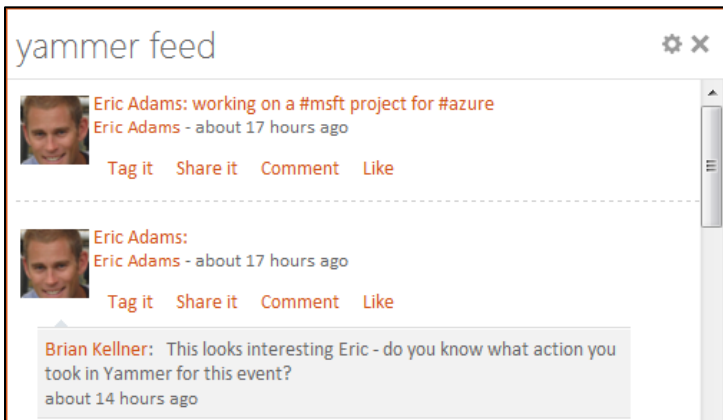 yammer feed
Eric Adams: working on a #msft project for #azure
Eric Adams - about 17 hours ago
Tag it Share it Comment Like
Eric Adams:
Eric Adams - about 17 hours ago
Tag it Share it Comment Like
Brian Kellner: This looks interesting Eric - do you know what action you
took in Yammer for this event?
about 14 hours ago